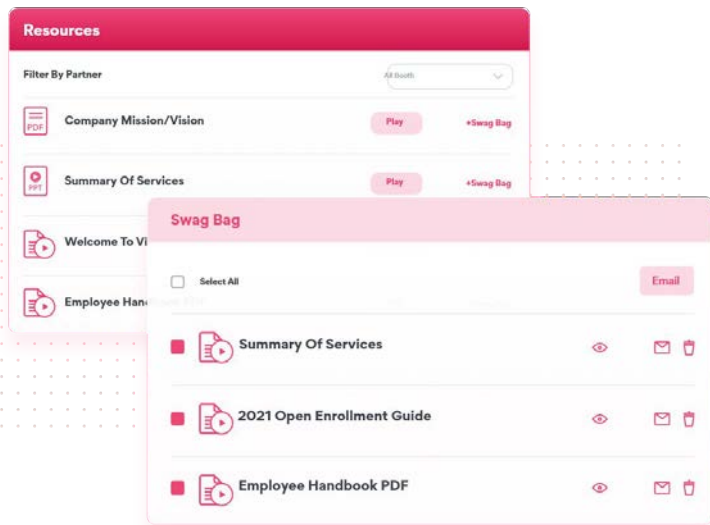 Resources
Filter By Partner All Booth
PDF Company Mission/Vision Play +Swag Bag
PPT Summary Of Services Play +Swag Bag
Welcome To Vi
Employee Han
Swag Bag
Select All Email
Summary Of Services
2021 Open Enrollment Guide
Employee Handbook PDF